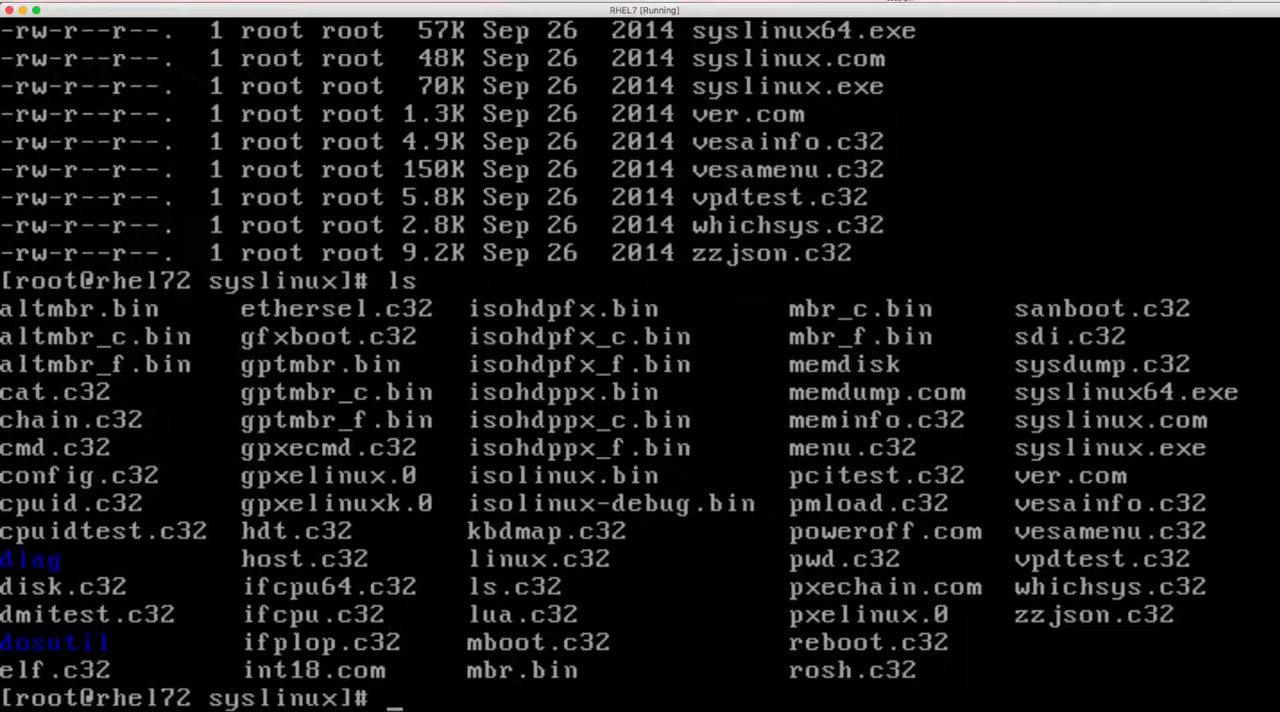 RHEL7 [Running]
-rw-r--r--. 1 root root 57K Sep 26 2014 syslinux64.exe
-rw-r--r--. 1 root root 48K Sep 26 2014 syslinux.com
-rw-r--r--. 1 root root 70K Sep 26 2014 syslinux.exe
-rw-r--r--. 1 root root 1.3K Sep 26 2014 ver.com
-rw-r--r--. 1 root root 4.9K Sep 26 2014 vesainfo.c32
-rw-r--r--. 1 root root 150K Sep 26 2014 vesamenu.c32
-rw-r--r--. 1 root root 5.8K Sep 26 2014 vpdtest.c32
-rw-r--r--. 1 root root 2.8K Sep 26 2014 whichsys.c32
-rw-r--r--. 1 root root 9.2K Sep 26 2014 zzjson.c32
[root@rhel72 syslinux]# ls
altmbr.bin ethersel.c32 isohdpfx.bin mbr_c.bin sanboot.c32
altmbr_c.bin gfxboot.c32 isohdpfx_c.bin mbr_f.bin sdi.c32
altmbr_f.bin gptmbr.bin isohdpfx_f.bin memdisk sysdump.c32
cat.c32 gptmbr_c.bin isohdppx.bin memdump.com syslinux64.exe
chain.c32 gptmbr_f.bin isohdppx_c.bin meminfo.c32 syslinux.com
cmd.c32 gpxecmd.c32 isohdppx_f.bin menu.c32 syslinux.exe
config.c32 gpxelinux.0 isolinux.bin pcitest.c32 ver.com
cpuid.c32 gpxelinuxk.0 isolinux-debug.bin pmload.c32 vesainfo.c32
cpuidtest.c32 hdt.c32 kbdmap.c32 poweroff.com vesamenu.c32
diag host.c32 linux.c32 pwd.c32 vpdtest.c32
disk.c32 ifcpu64.c32 ls.c32 pxechain.com whichsys.c32
dmitest.c32 ifcpu.c32 lua.c32 pxelinux.0 zzjson.c32
dosutil ifplop.c32 mboot.c32 reboot.c32
elf.c32 int18.com mbr.bin rosh.c32
[root@rhel72 syslinux]# _